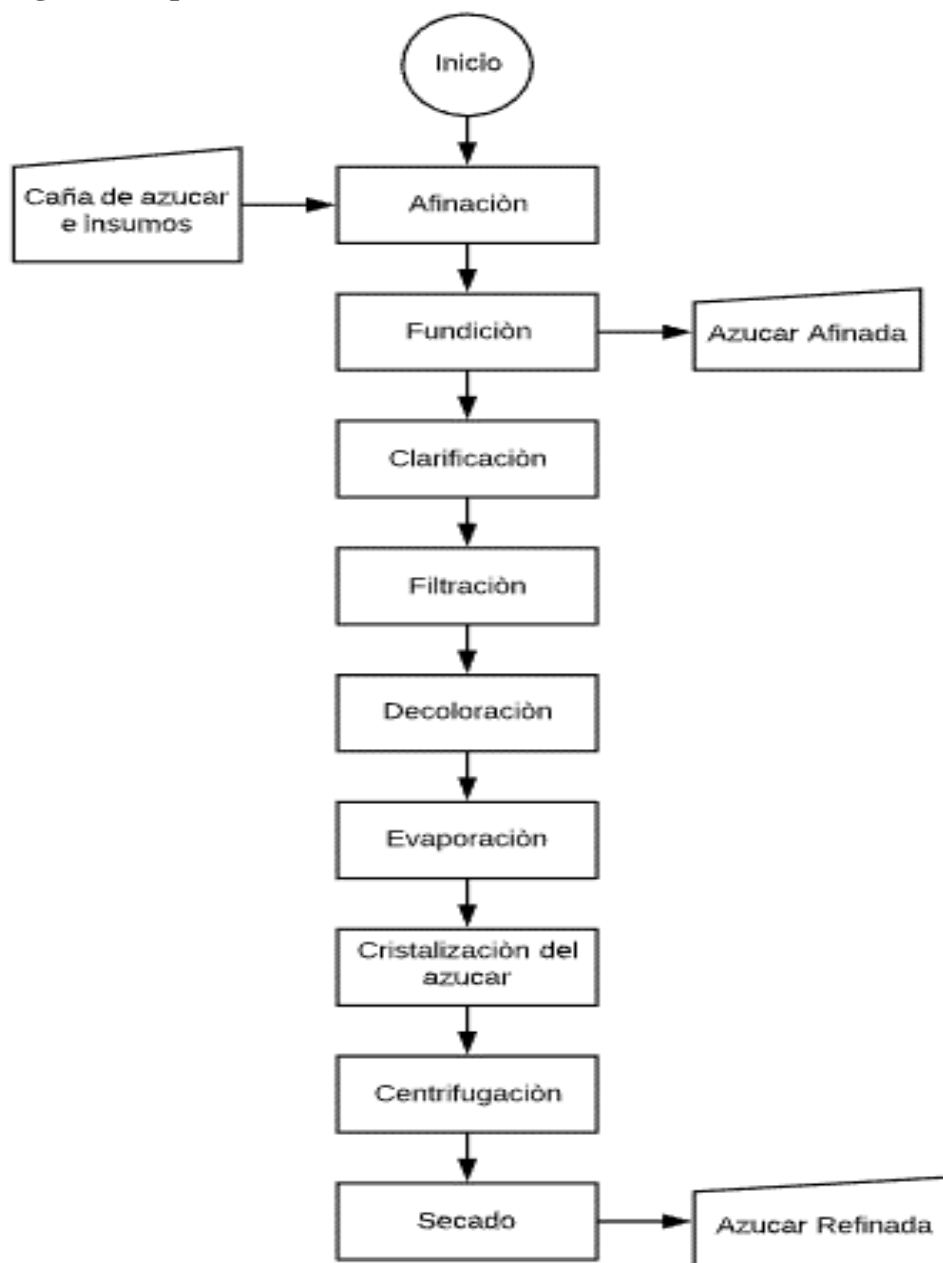 Inicio
Caña de azucar
e insumos
Afinaciòn
Fundiciòn
Azucar Afinada
Clarificaciòn
Filtraciòn
Decoloraciòn
Evaporaciòn
Cristalizaciòn del
azucar
Centrifugaciòn
Secado
Azucar Refinada